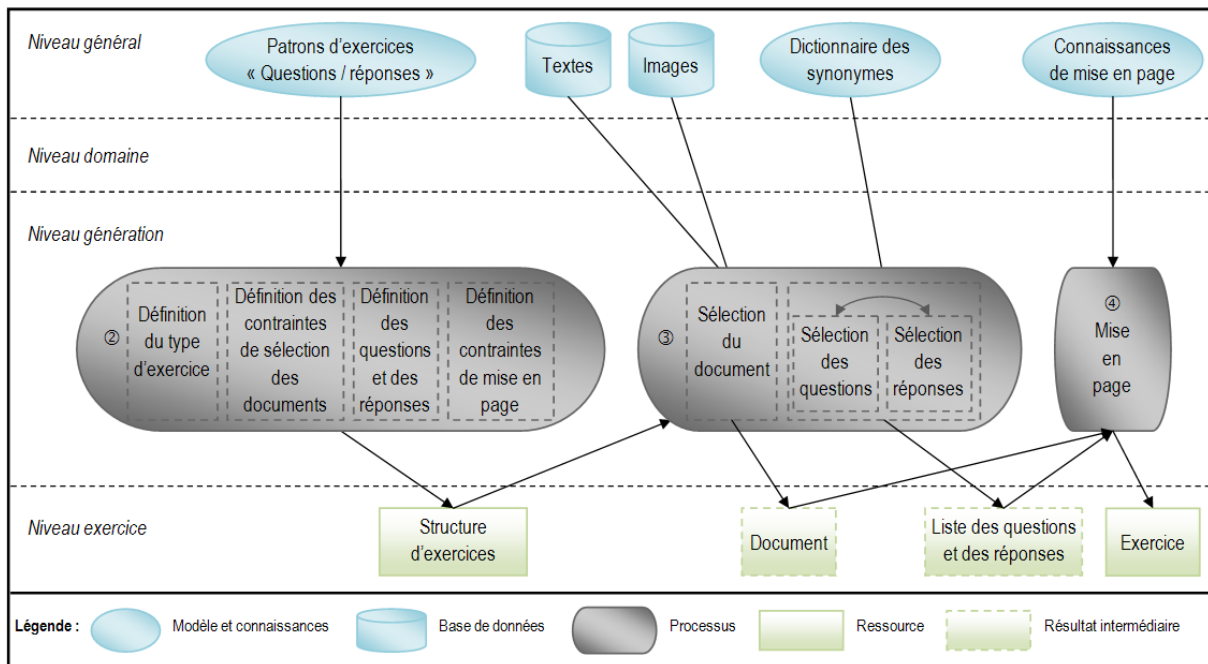 Niveau général
Patrons d'exercices
« Questions / réponses »
Textes
Images
Dictionnaire des
synonymes
Connaissances
de mise en page
Niveau domaine
Niveau génération
②
Définition
du type
d'exercice
Définition des
contraintes
de sélection
des
documents
Définition
des
questions
et des
réponses
Définition
des
contraintes
de mise en
page
③
Sélection
du
document
Sélection
des
questions
Sélection
des
réponses
④
Mise
en
page
Niveau exercice
Structure
d'exercices
Document
Liste des questions
et des réponses
Exercice
Légende :
Modèle et connaissances
Base de données
Processus
Ressource
Résultat intermédiaire